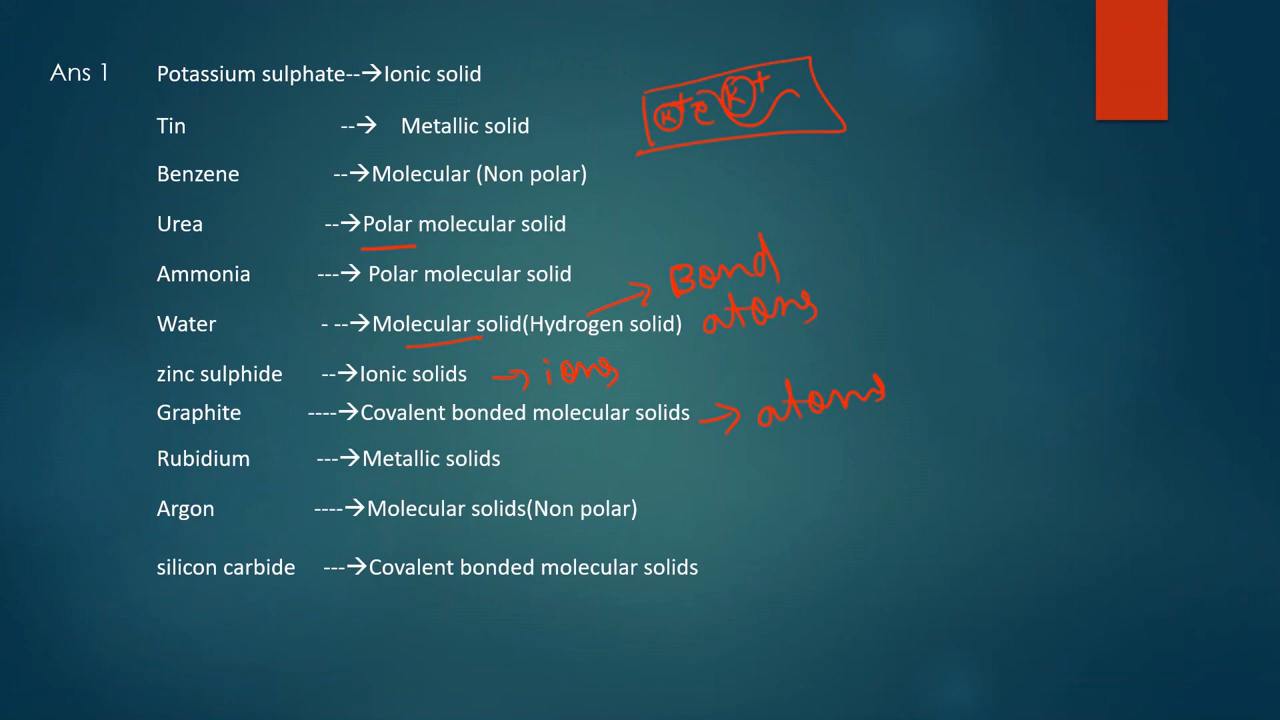 Ans 1
Potassium sulphate--→Ionic solid
Tin --→ Metallic solid
K+ e K+
Benzene --→Molecular (Non polar)
Urea --→Polar molecular solid
Ammonia ---→ Polar molecular solid
Bond
Water - --→Molecular solid(Hydrogen solid) → atoms
zinc sulphide --→Ionic solids → ions
Graphite ----→Covalent bonded molecular solids → atoms
Rubidium ---→Metallic solids
Argon ----→Molecular solids(Non polar)
silicon carbide ---→Covalent bonded molecular solids